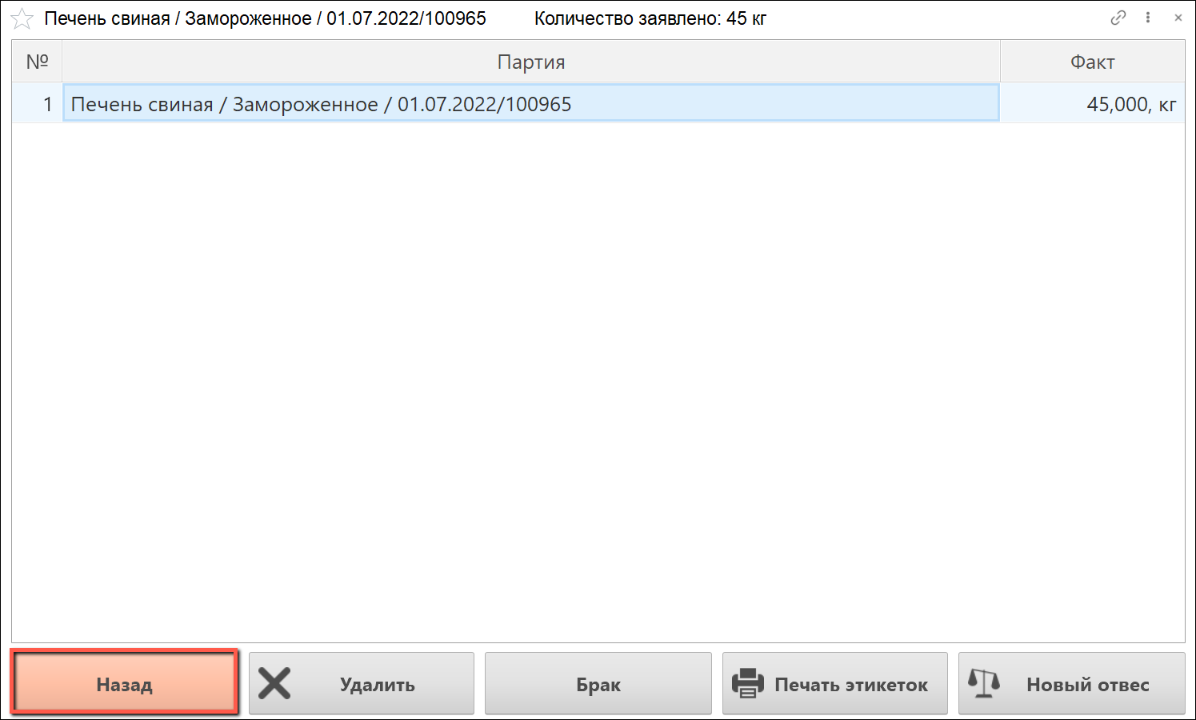 Печень свиная / Замороженное / 01.07.2022/100965 Количество заявлено: 45 кг
№ Партия Факт
1 Печень свиная / Замороженное / 01.07.2022/100965 45,000, кг
Назад Удалить Брак Печать этикеток Новый отвес